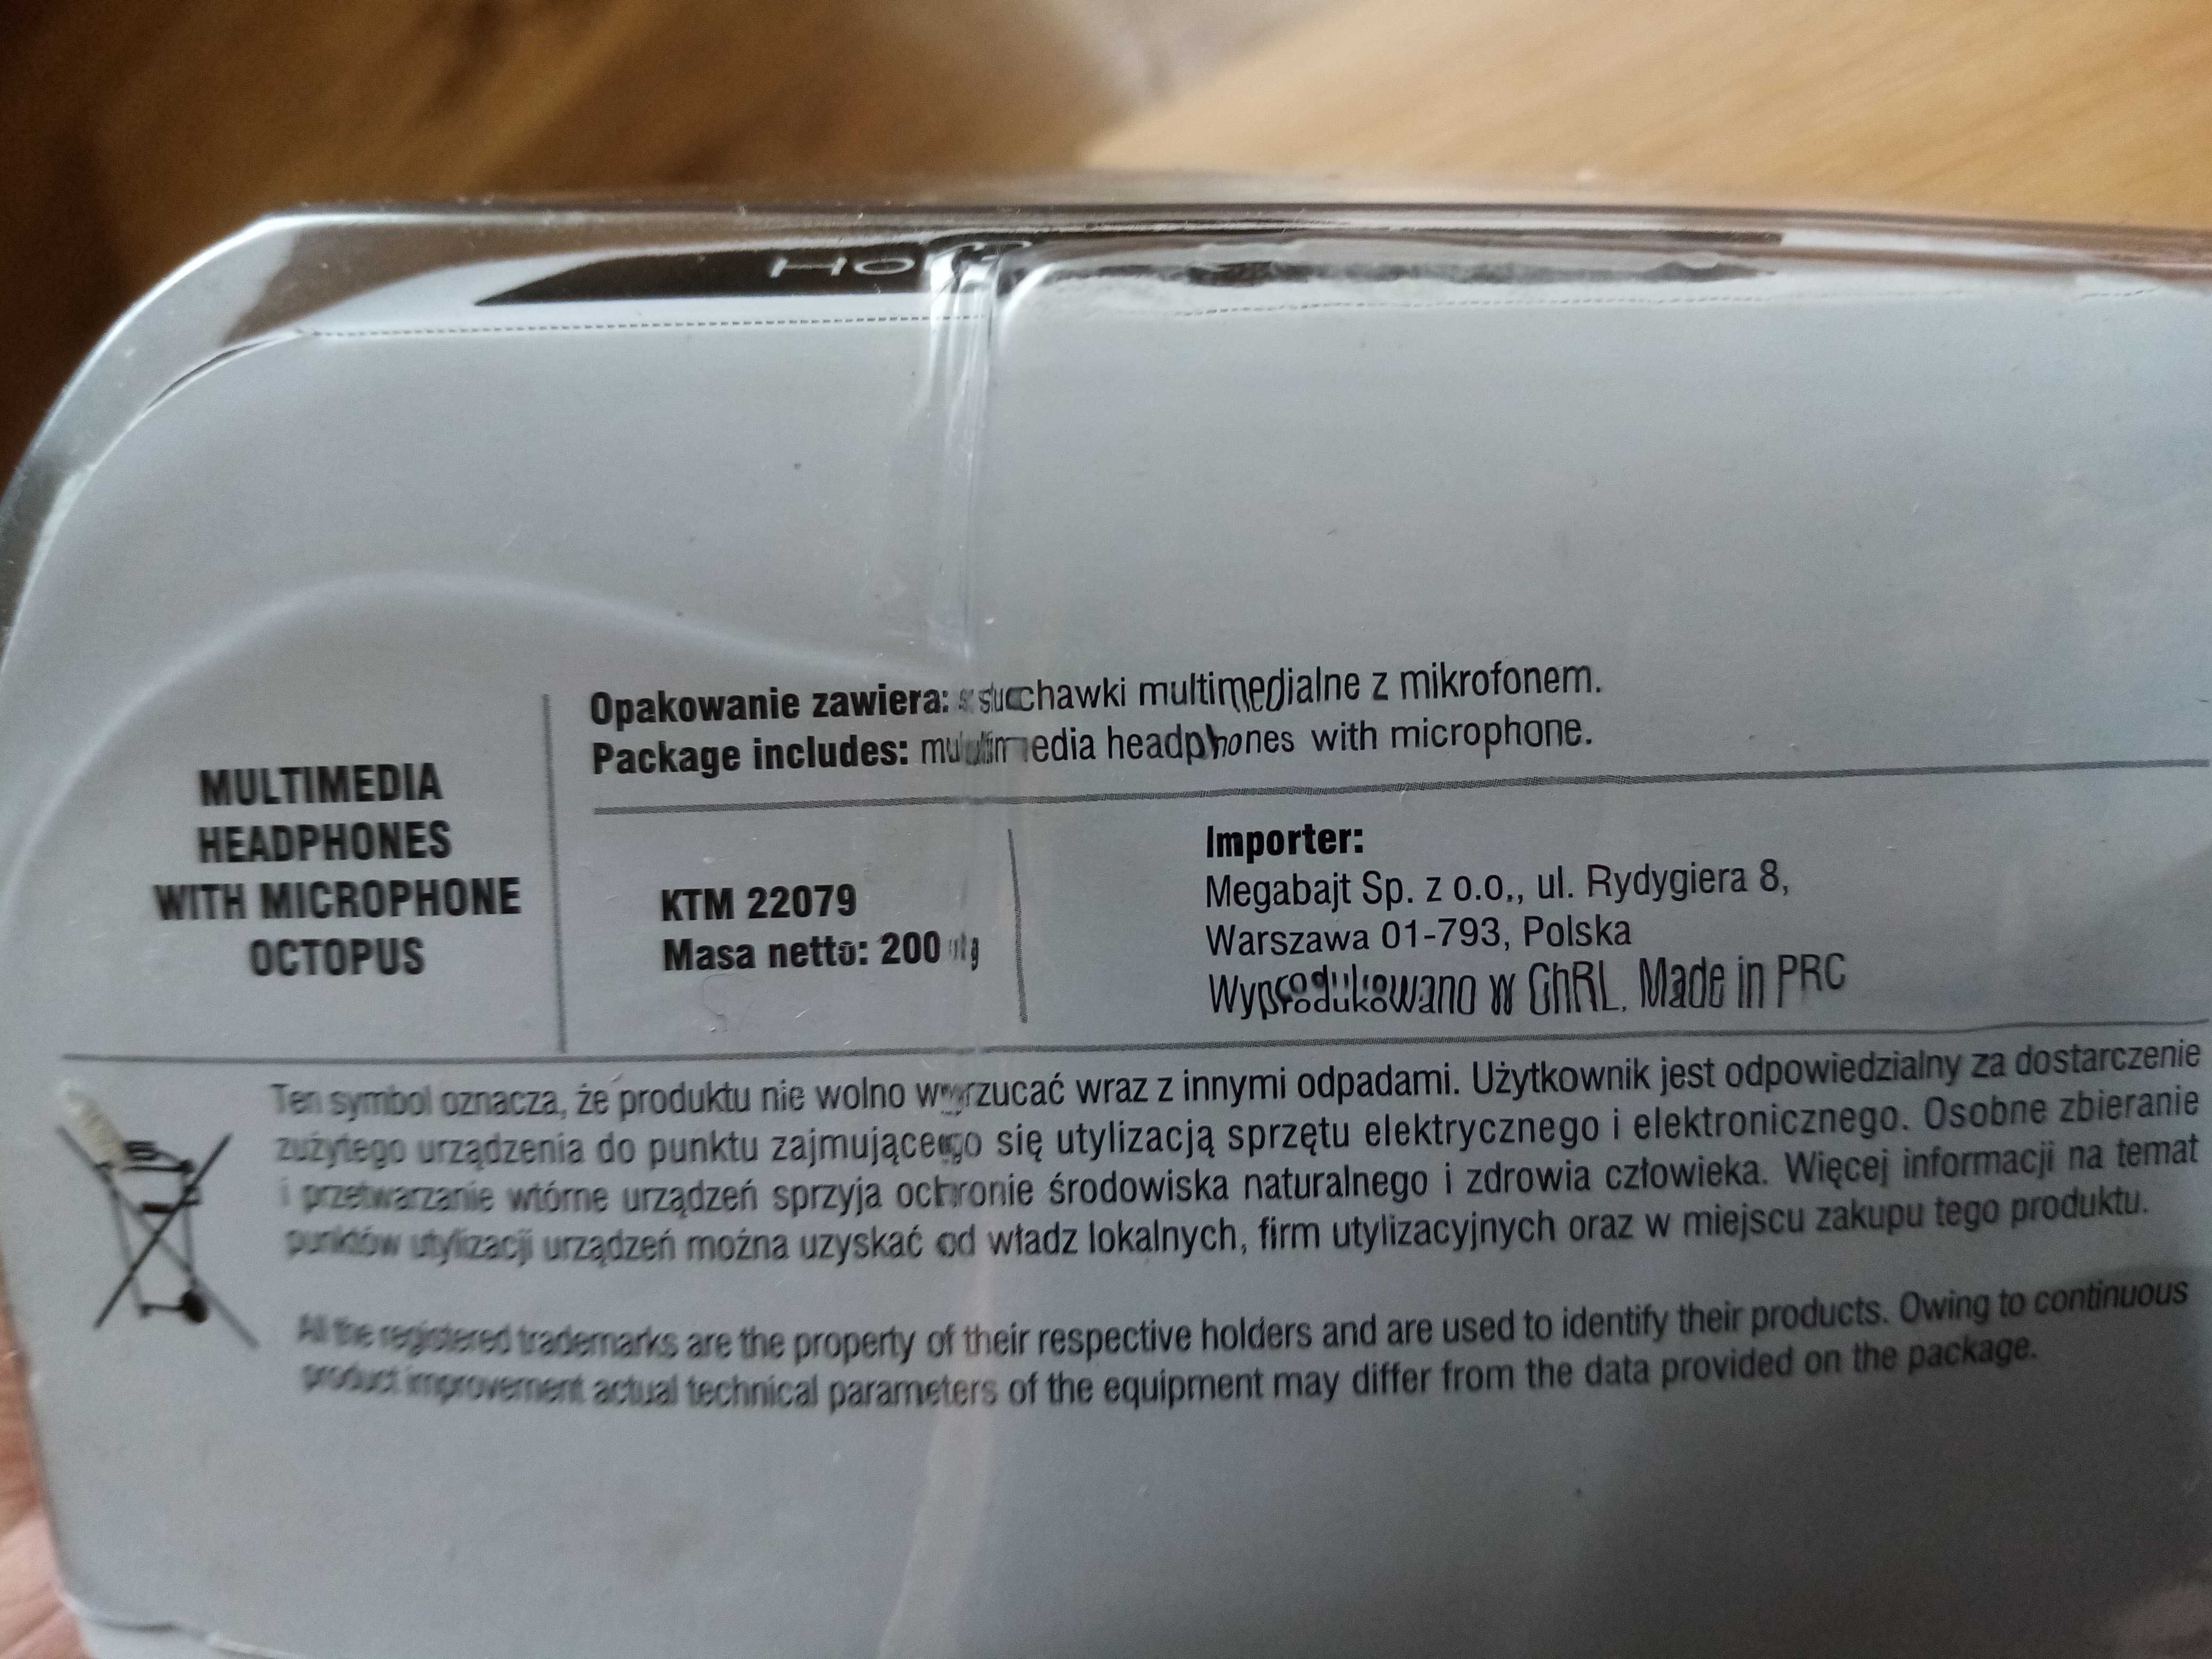 MULTIMEDIA
HEADPHONES
WITH MICROPHONE
OCTOPUS
Opakowanie zawiera: słuchawki multimedialne z mikrofonem.
Package includes: multimedia headphones with microphone.
KTM 22079
Masa netto: 200 g
Importer:
Megabajt Sp. z o.o., ul. Rydygiera 8,
Warszawa 01-793, Polska
Wyprodukowano w ChRL. Made in PRC
Ten symbol oznacza, że produktu nie wolno wyrzucać wraz z innymi odpadami. Użytkownik jest odpowiedzialny za dostarczenie
zużytego urządzenia do punktu zajmującego się utylizacją sprzętu elektrycznego i elektronicznego. Osobne zbieranie
i przetwarzanie wtórne urządzeń sprzyja ochronie środowiska naturalnego i zdrowia człowieka. Więcej informacji na temat
punktów utylizacji urządzeń można uzyskać od władz lokalnych, firm utylizacyjnych oraz w miejscu zakupu tego produktu.
All the registered trademarks are the property of their respective holders and are used to identify their products. Owing to continuous
product improvement actual technical parameters of the equipment may differ from the data provided on the package.